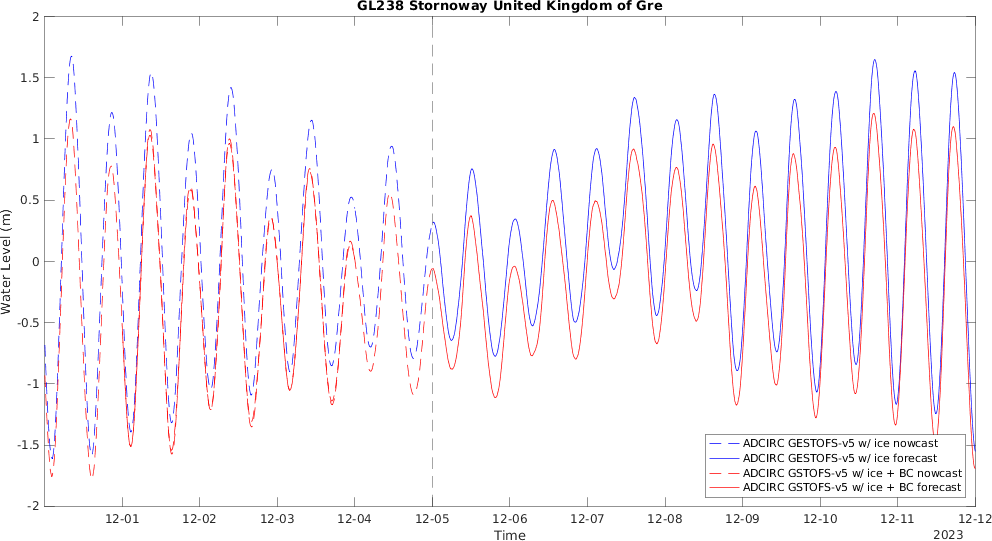 GL238 Stornoway United Kingdom of Gre
2
1.5
1
0.5
0
-0.5
-1
-1.5
-2
Water Level (m)
12-01 12-02 12-03 12-04 12-05 12-06 12-07 12-08 12-09 12-10 12-11 12-12
Time
2023
ADCIRC GESTOFS-v5 w/ ice nowcast
ADCIRC GESTOFS-v5 w/ ice forecast
ADCIRC GSTOFS-v5 w/ ice + BC nowcast
ADCIRC GSTOFS-v5 w/ ice + BC forecast